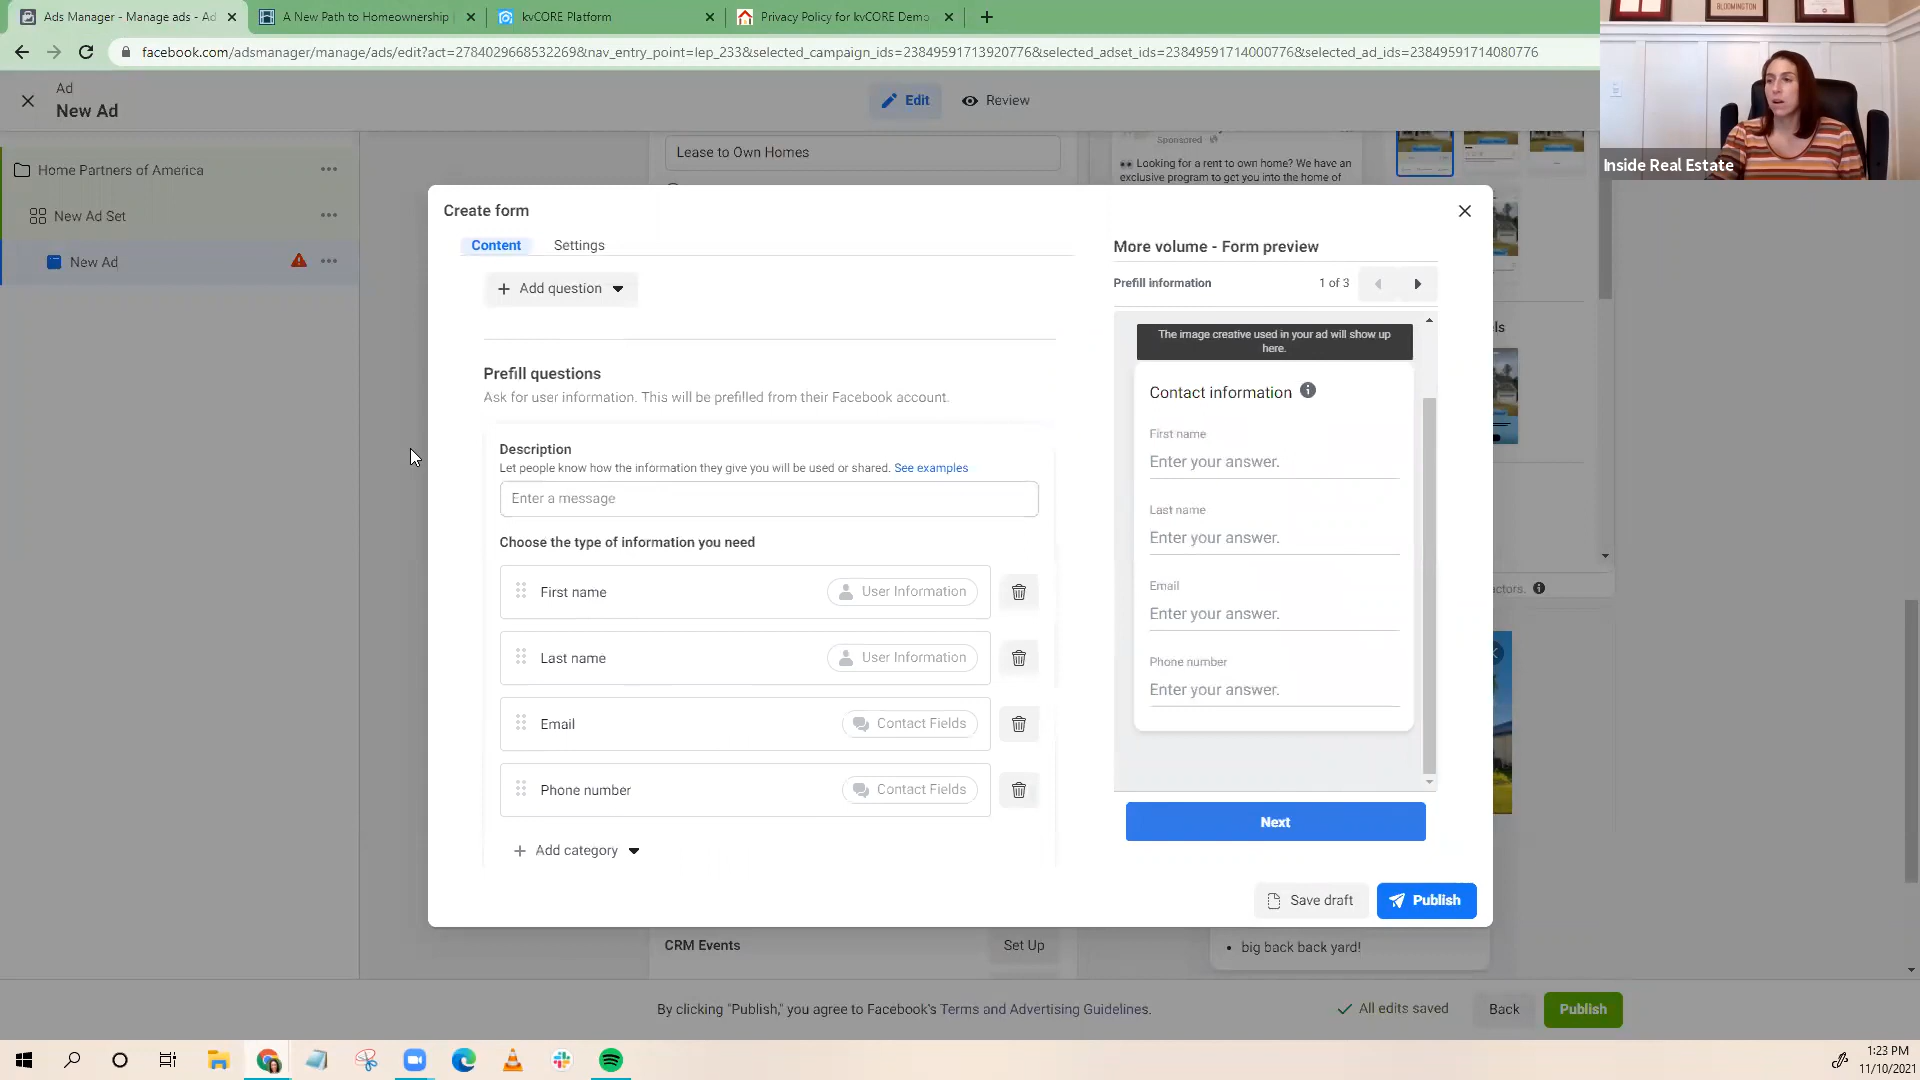 Ads Manager - Manage ads - Ad
A New Path to Homeownership
kvCORE Platform
Privacy Policy for kvCORE Demo
facebook.com/adsmanager/manage/ads/edit?act=2784029668532269&nav_entry_point=lep_233&selected_campaign_ids=23849591713920776&selected_adset_ids=23849591714000776&selected_ad_ids=23849591714080776
BLOOMINGTON
Inside Real Estate
Ad
New Ad
Edit
Review
Home Partners of America
New Ad Set
New Ad
Lease to Own Homes
Sponsored
👀 Looking for a rent to own home? We have an
exclusive program to get you into the home of
Create form
Content
Settings
+ Add question
Prefill questions
Ask for user information. This will be prefilled from their Facebook account.
Description
Let people know how the information they give you will be used or shared. See examples
Enter a message
Choose the type of information you need
First name
User Information
Last name
User Information
Email
Contact Fields
Phone number
Contact Fields
+ Add category
More volume - Form preview
Prefill information
1 of 3
The image creative used in your ad will show up
here.
Contact information
First name
Enter your answer.
Last name
Enter your answer.
Email
Enter your answer.
Phone number
Enter your answer.
Next
Save draft
Publish
CRM Events
Set Up
• big back back yard!
By clicking "Publish," you agree to Facebook's Terms and Advertising Guidelines.
All edits saved
Back
Publish
1:23 PM
11/10/2021